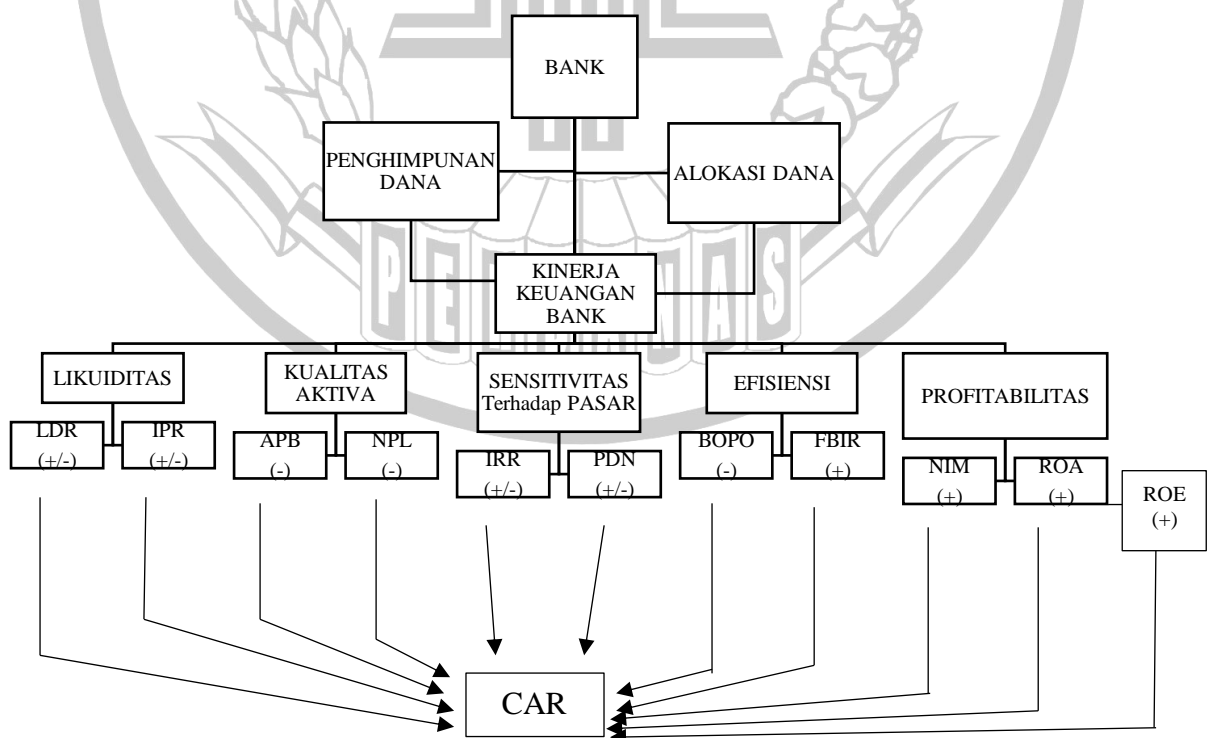 BANK
PENGHIMPUNAN
DANA
ALOKASI DANA
KINERJA
KEUANGAN
BANK
PERBANAS
LIKUIDITAS
KUALITAS
AKTIVA
SENSITIVITAS
Terhadap PASAR
EFISIENSI
PROFITABILITAS
LDR
(+/-)
IPR
(+/-)
APB
(-)
NPL
(-)
IRR
(+/-)
PDN
(+/-)
BOPO
(-)
FBIR
(+)
NIM
(+)
ROA
(+)
ROE
(+)
CAR